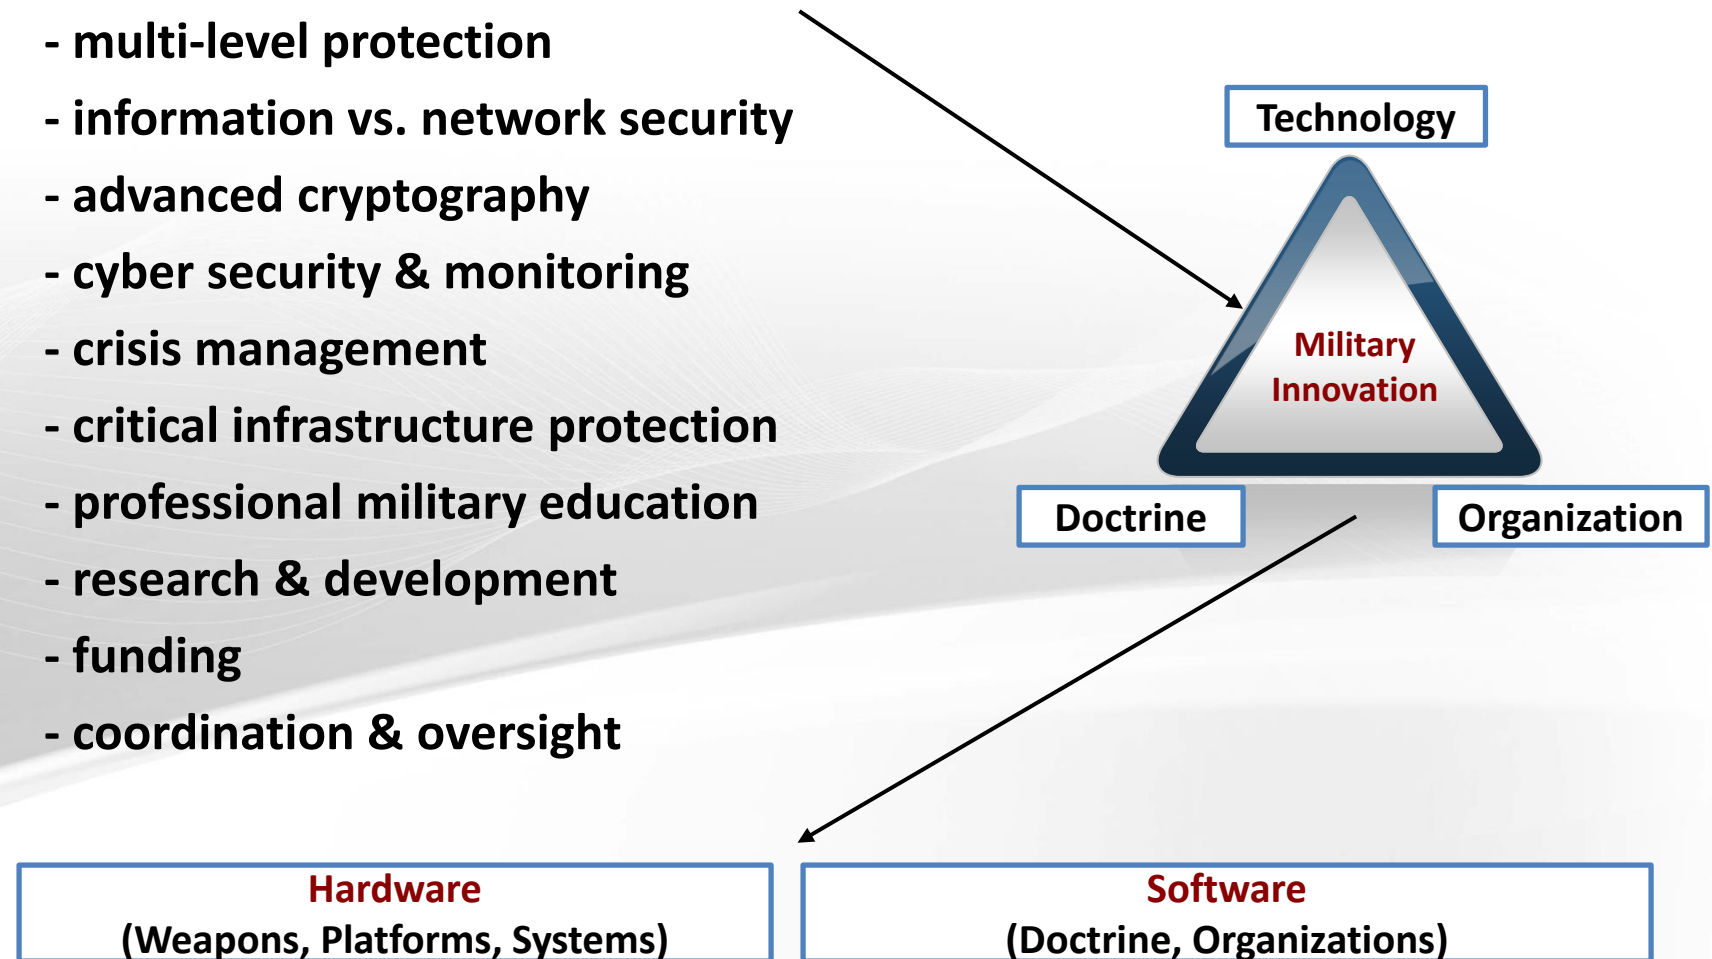 - multi-level protection
- information vs. network security
- advanced cryptography
- cyber security & monitoring
- crisis management
- critical infrastructure protection
- professional military education
- research & development
- funding
- coordination & oversight
Technology
Military
Innovation
Doctrine
Organization
Hardware
(Weapons, Platforms, Systems)
Software
(Doctrine, Organizations)